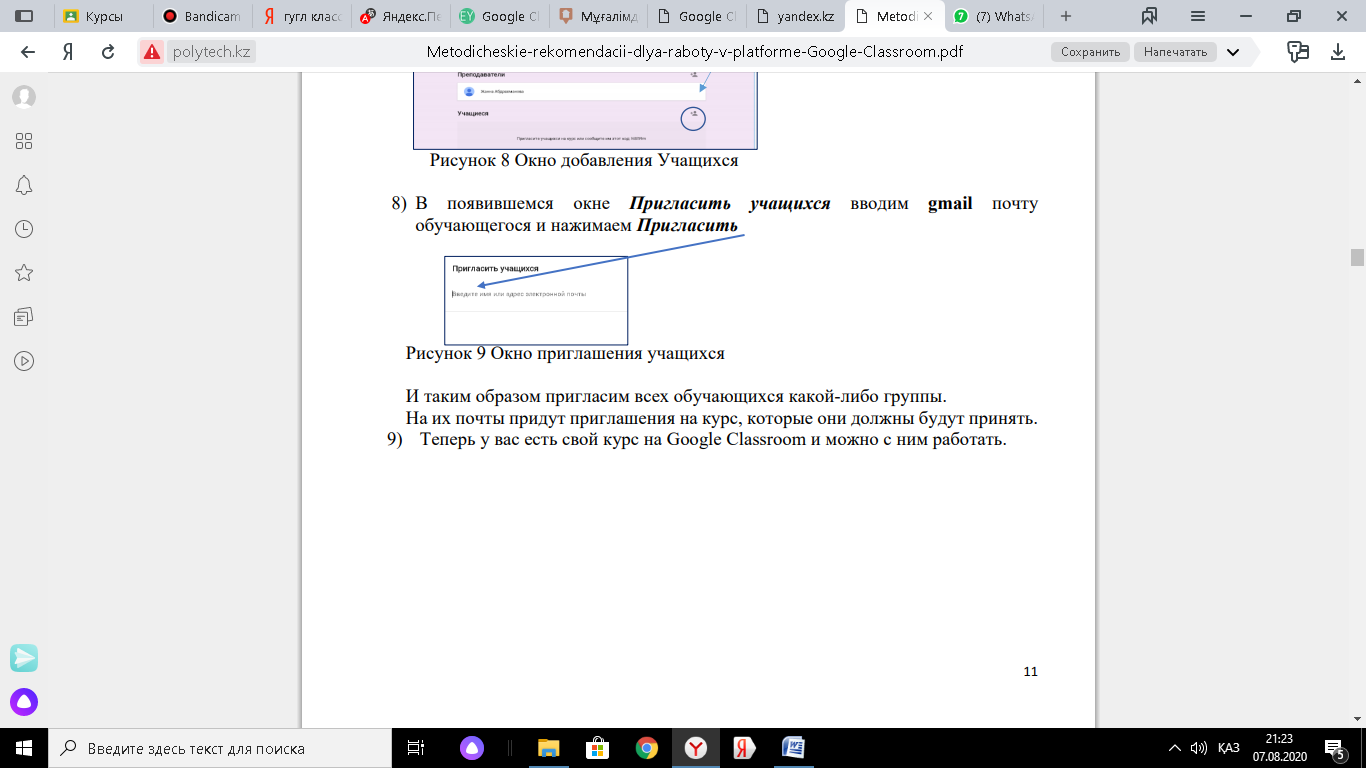 Курсы
Bandicam
гугл класс
Яндекс.Пе
Google Cl
Мұғалімд
Google Cl
yandex.kz
Metodi
(7) Whats
polytech.kz
Metodicheskie-rekomendacii-dlya-raboty-v-platforme-Google-Classroom.pdf
Сохранить
Напечатать
Преподаватели
Учащиеся
Рисунок 8 Окно добавления Учащихся
8) В появившемся окне Пригласить учащихся вводим gmail почту
обучающегося и нажимаем Пригласить
Пригласить учащихся
Введите имя или адрес электронной почты
Рисунок 9 Окно приглашения учащихся
И таким образом пригласим всех обучающихся какой-либо группы.
На их почты придут приглашения на курс, которые они должны будут принять.
9) Теперь у вас есть свой курс на Google Classroom и можно с ним работать.
11
Введите здесь текст для поиска
ҚАЗ
21:23
07.08.2020
5